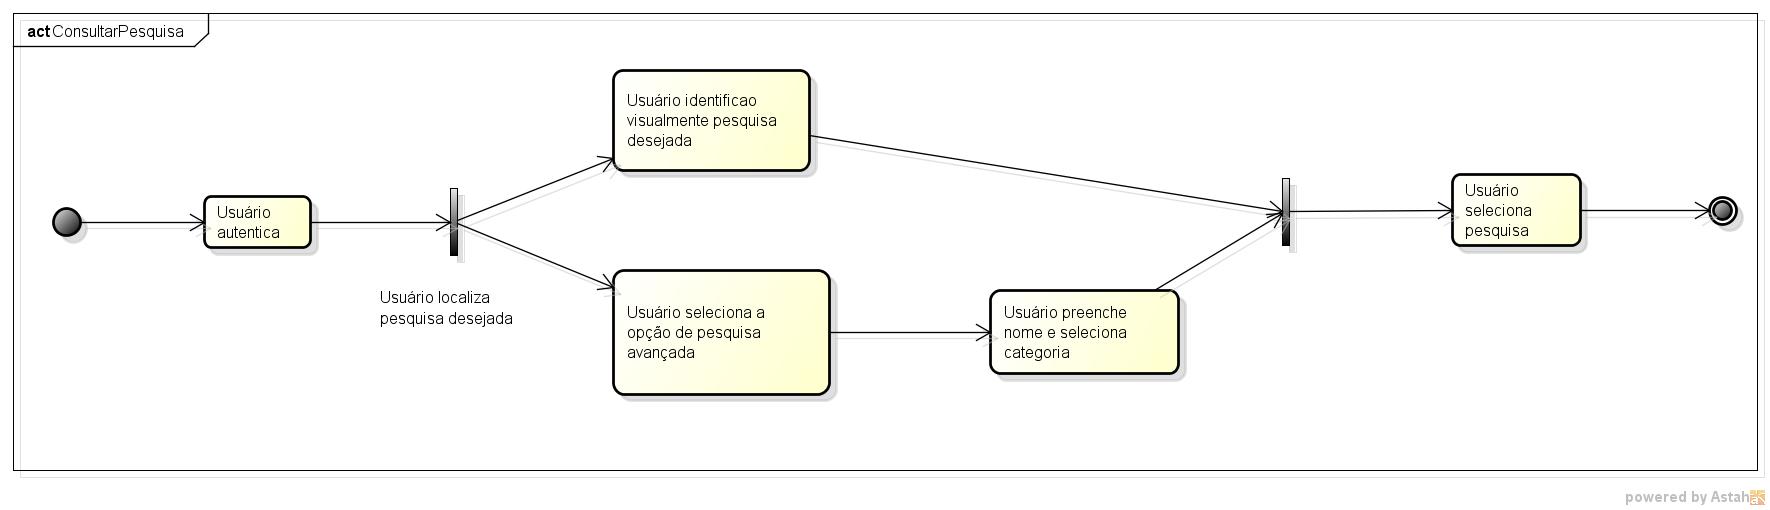 act ConsultarPesquisa
Usuário identificao
visualmente pesquisa
desejada
Usuário
autentica
Usuário
seleciona
pesquisa
Usuário localiza
pesquisa desejada
Usuário seleciona a
opção de pesquisa
avançada
Usuário preenche
nome e seleciona
categoria
powered by Astah